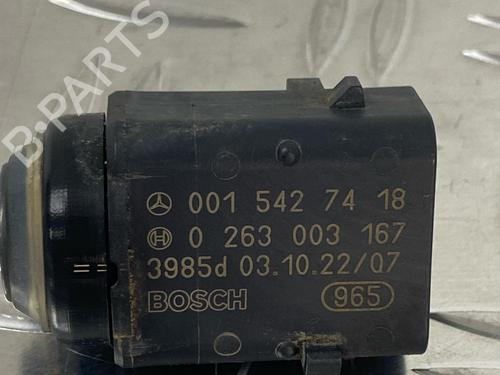 B-PARTS
001 542 74 18
0 263 003 167
3985d 03.10.22/07
BOSCH 965